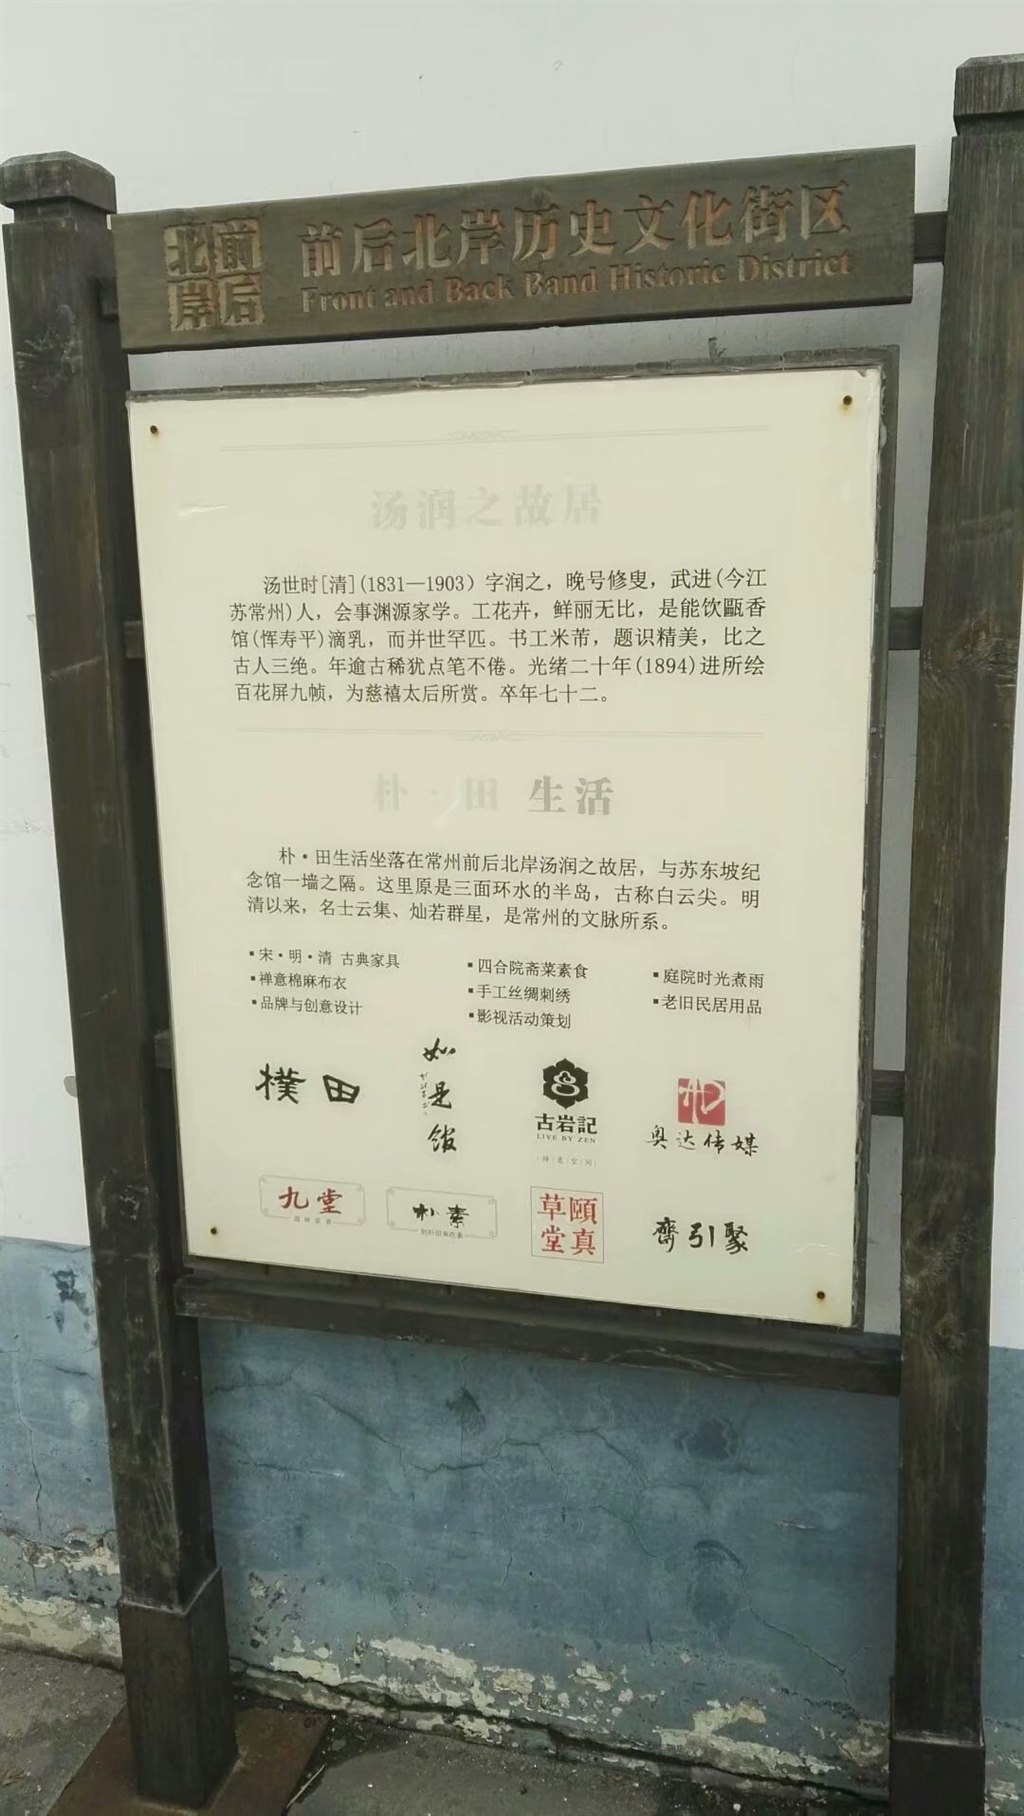 前后北岸
前后北岸历史文化街区
Front and Back Band Historic District
汤润之故居
汤世时[清](1831—1903) 字润之，晚号修叟，武进(今江
苏常州)人，会事渊源家学。工花卉，鲜丽无比，是能饮甌香
馆(恽寿平)滴乳，而并世罕匹。书工米芾，题识精美，比之
古人三绝。年逾古稀犹点笔不倦。光绪二十年(1894)进所绘
百花屏九帧，为慈禧太后所赏。卒年七十二。
朴·田 生活
朴·田生活坐落在常州前后北岸汤润之故居，与苏东坡纪
念馆一墙之隔。这里原是三面环水的半岛，古称白云尖。明
清以来，名士云集、灿若群星，是常州的文脉所系。
▪宋·明·清 古典家具
▪禅意棉麻布衣
▪品牌与创意设计
▪四合院斋菜素食
▪手工丝绸刺绣
▪影视活动策划
▪庭院时光煮雨
▪老旧民居用品
樸田
如是馆
古岩記
LIVE BY ZEN
奥达传媒
九堂
朴素
到朴田来吃素
颐真草堂
齊引聚